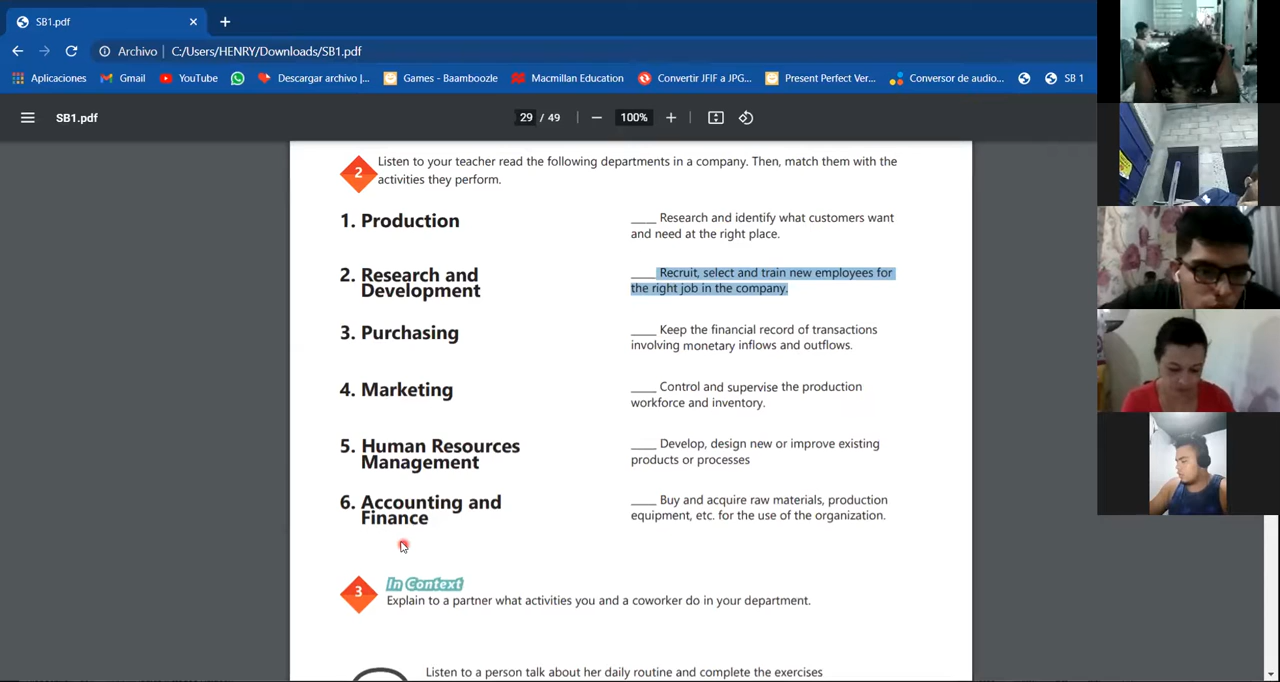 SB1.pdf
Archivo C:/Users/HENRY/Downloads/SB1.pdf
Aplicaciones Gmail YouTube Descargar archivo |... Games - Baamboozle Macmillan Education Convertir JFIF a JPG... Present Perfect Ver... Conversor de audio... SB 1
SB1.pdf 29 / 49 100%
2 Listen to your teacher read the following departments in a company. Then, match them with the
activities they perform.
1. Production
____ Research and identify what customers want
and need at the right place.
2. Research and
Development
____ Recruit, select and train new employees for
the right job in the company.
3. Purchasing
____ Keep the financial record of transactions
involving monetary inflows and outflows.
4. Marketing
____ Control and supervise the production
workforce and inventory.
5. Human Resources
Management
____ Develop, design new or improve existing
products or processes
6. Accounting and
Finance
____ Buy and acquire raw materials, production
equipment, etc. for the use of the organization.
3 In Context
Explain to a partner what activities you and a coworker do in your department.
Listen to a person talk about her daily routine and complete the exercises